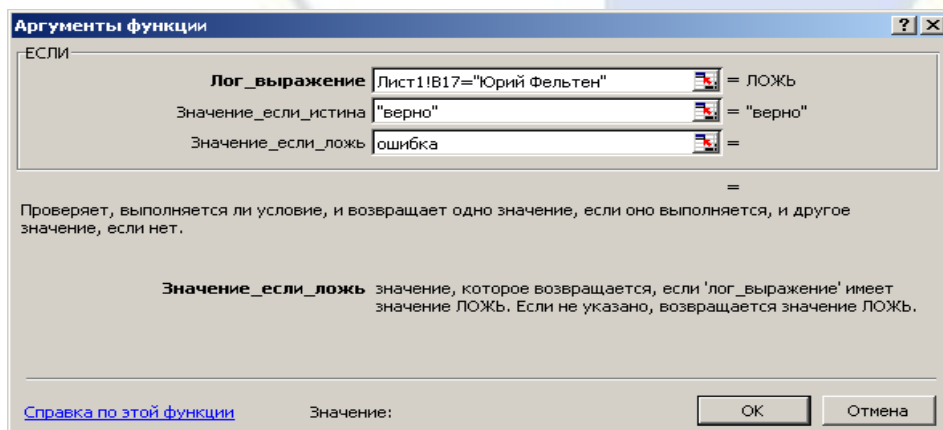 Аргументы функции
ЕСЛИ
Лог_выражение Лист1!B17="Юрий Фельтен" = ЛОЖЬ
Значение_если_истина "верно" = "верно"
Значение_если_ложь ошибка =
=
Проверяет, выполняется ли условие, и возвращает одно значение, если оно выполняется, и другое
значение, если нет.
Значение_если_ложь значение, которое возвращается, если 'лог_выражение' имеет
значение ЛОЖЬ. Если не указано, возвращается значение ЛОЖЬ.
Справка по этой функции Значение: ОК Отмена